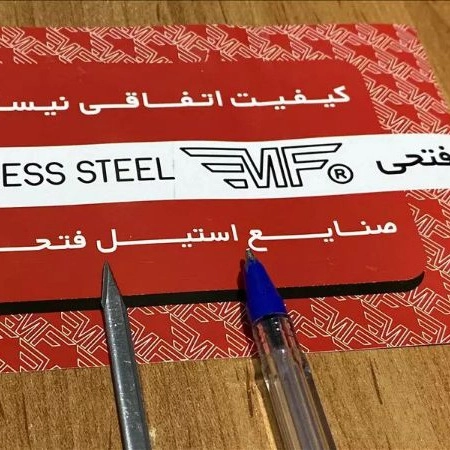 کیفیت اتفاقی نیس
ESS STEEL MF® فتحی
صنایع استیل فتح